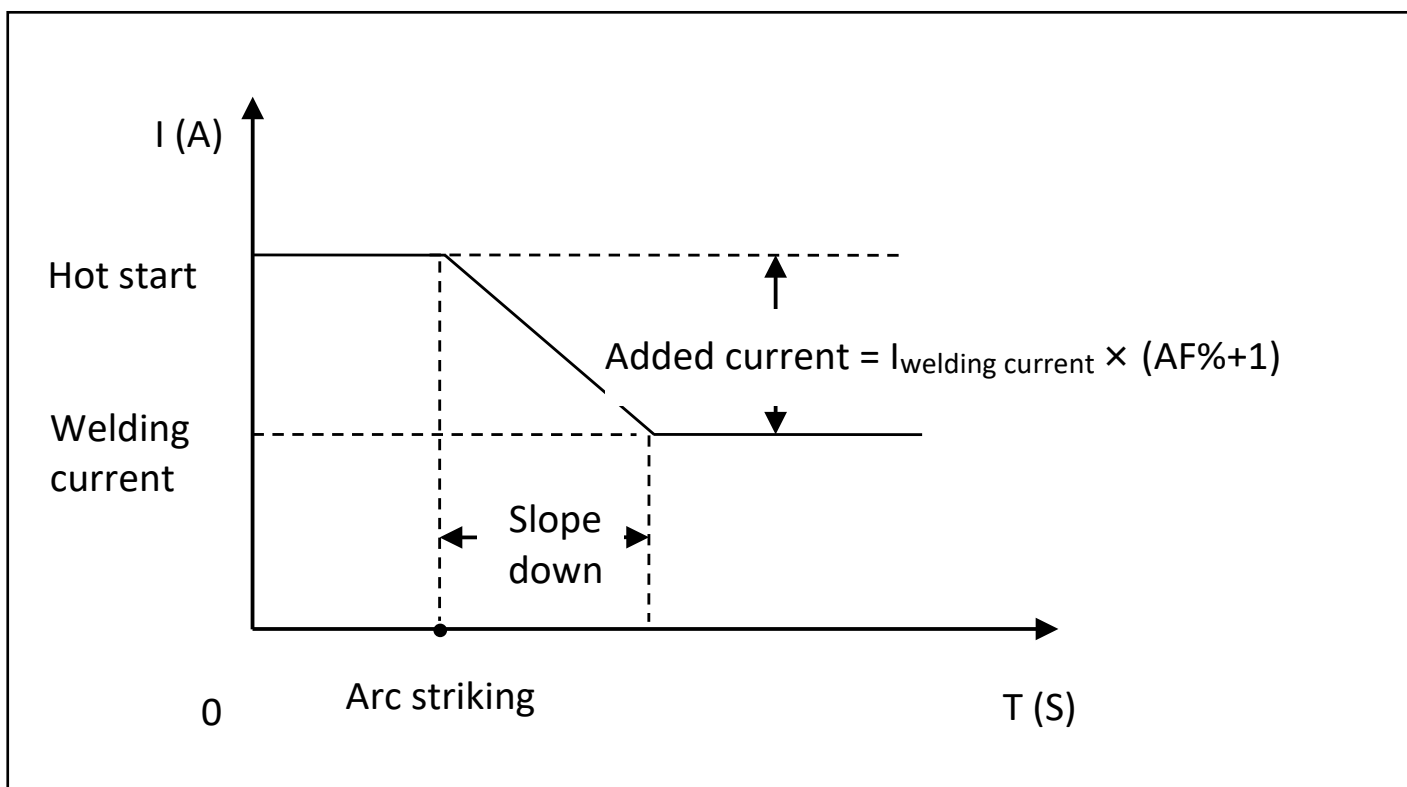 I (A)
Hot start
Added current = Iwelding current × (AF%+1)
Welding
current
Slope
down
0
Arc striking
T (S)